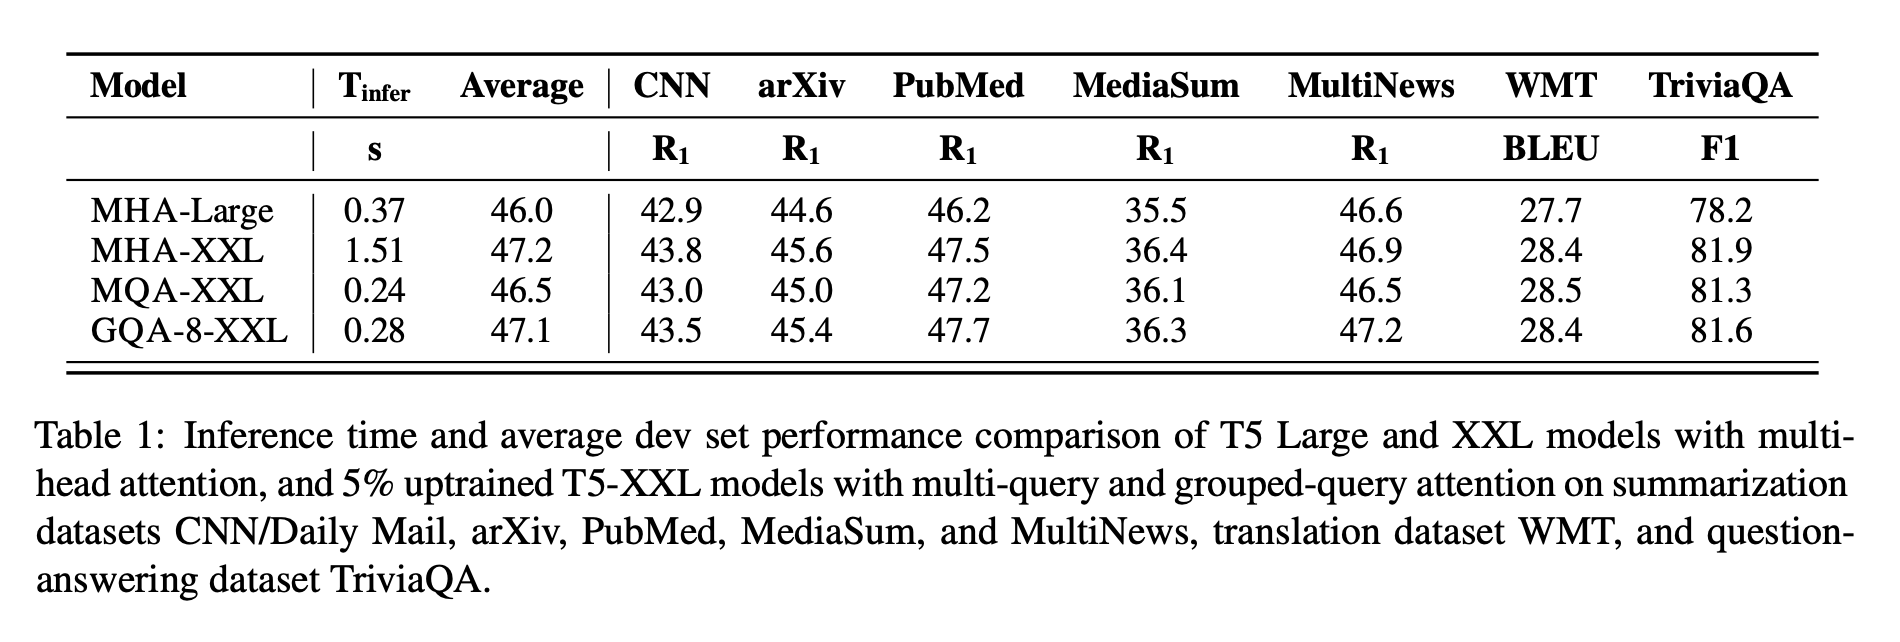 Model T_infer Average CNN arXiv PubMed MediaSum MultiNews WMT TriviaQA
s R₁ R₁ R₁ R₁ R₁ BLEU F1
MHA-Large 0.37 46.0 42.9 44.6 46.2 35.5 46.6 27.7 78.2
MHA-XXL 1.51 47.2 43.8 45.6 47.5 36.4 46.9 28.4 81.9
MQA-XXL 0.24 46.5 43.0 45.0 47.2 36.1 46.5 28.5 81.3
GQA-8-XXL 0.28 47.1 43.5 45.4 47.7 36.3 47.2 28.4 81.6
Table 1: Inference time and average dev set performance comparison of T5 Large and XXL models with multi-
head attention, and 5% uptrained T5-XXL models with multi-query and grouped-query attention on summarization
datasets CNN/Daily Mail, arXiv, PubMed, MediaSum, and MultiNews, translation dataset WMT, and question-
answering dataset TriviaQA.